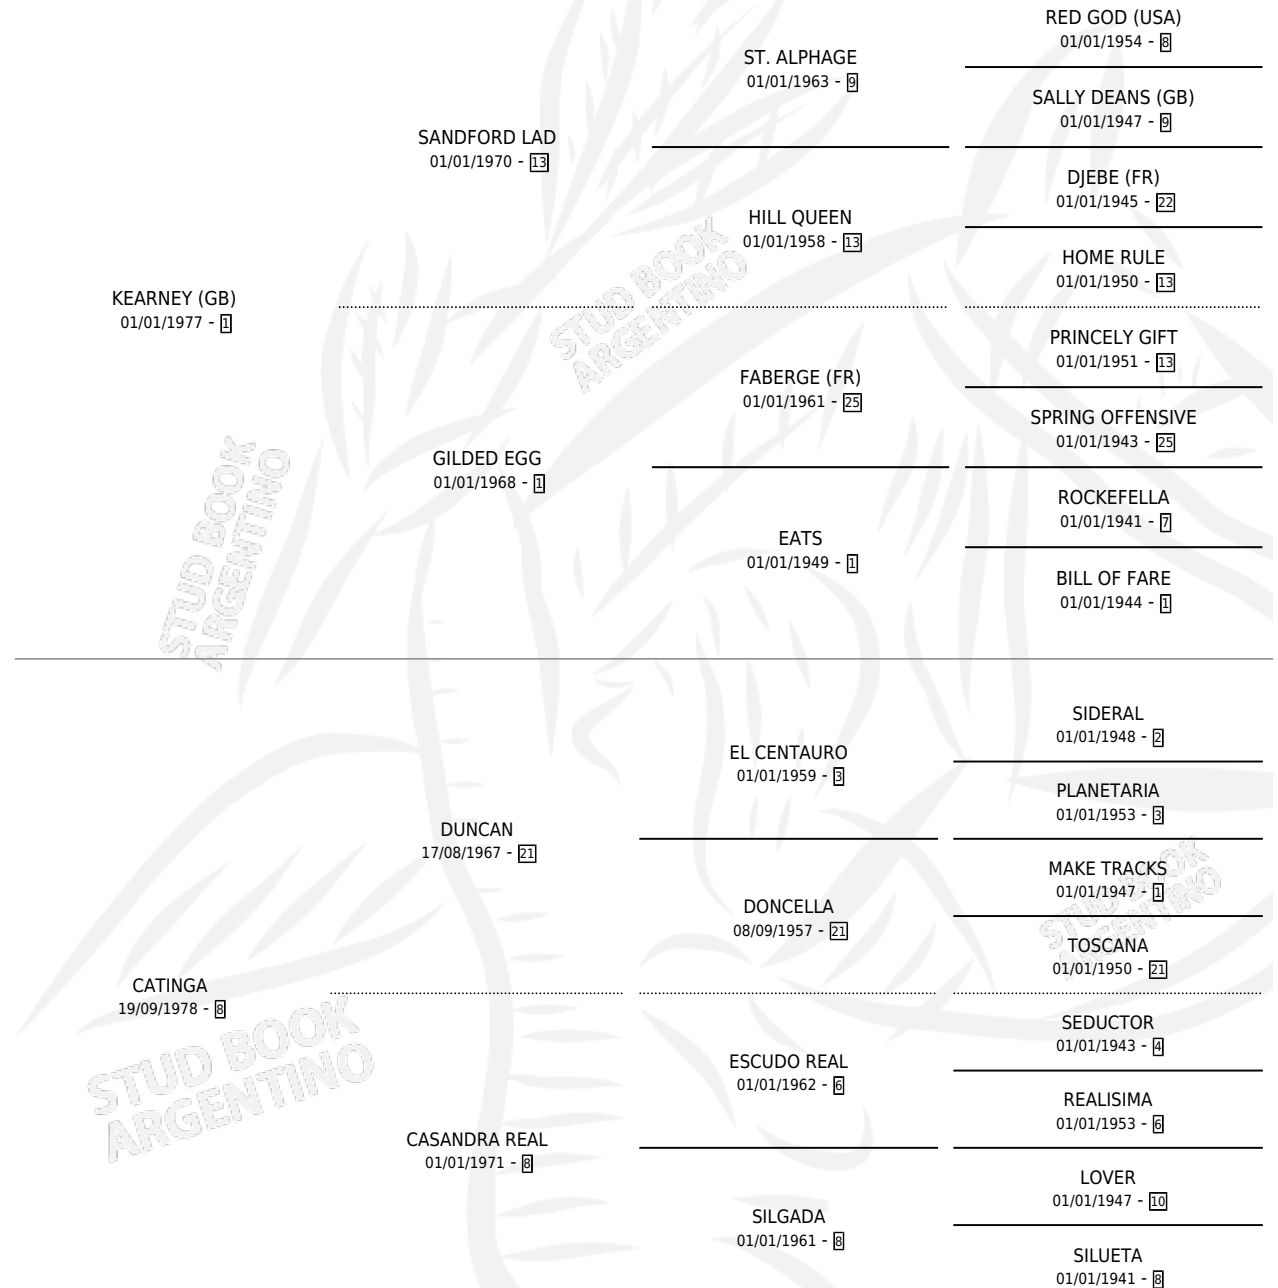 RED GOD (USA)
01/01/1954 - 8
ST. ALPHAGE
01/01/1963 - 9
SALLY DEANS (GB)
01/01/1947 - 9
SANDFORD LAD
01/01/1970 - 13
DJEBE (FR)
01/01/1945 - 22
HILL QUEEN
01/01/1958 - 13
HOME RULE
01/01/1950 - 13
KEARNEY (GB)
01/01/1977 - 1
PRINCELY GIFT
01/01/1951 - 13
FABERGE (FR)
01/01/1961 - 25
SPRING OFFENSIVE
01/01/1943 - 25
GILDED EGG
01/01/1968 - 1
ROCKEFELLA
01/01/1941 - 7
EATS
01/01/1949 - 1
BILL OF FARE
01/01/1944 - 1
SIDERAL
01/01/1948 - 2
EL CENTAURO
01/01/1959 - 3
PLANETARIA
01/01/1953 - 3
DUNCAN
17/08/1967 - 21
MAKE TRACKS
01/01/1947 - 1
DONCELLA
08/09/1957 - 21
TOSCANA
01/01/1950 - 21
CATINGA
19/09/1978 - 8
SEDUCTOR
01/01/1943 - 4
ESCUDO REAL
01/01/1962 - 6
REALISIMA
01/01/1953 - 6
CASANDRA REAL
01/01/1971 - 8
LOVER
01/01/1947 - 10
SILGADA
01/01/1961 - 8
SILUETA
01/01/1941 - 8
STUD BOOK
ARGENTINO
STUD BOOK
ARGENTINO
STUD BOOK
ARGENTINO
STUD BOOK
ARGENTINO